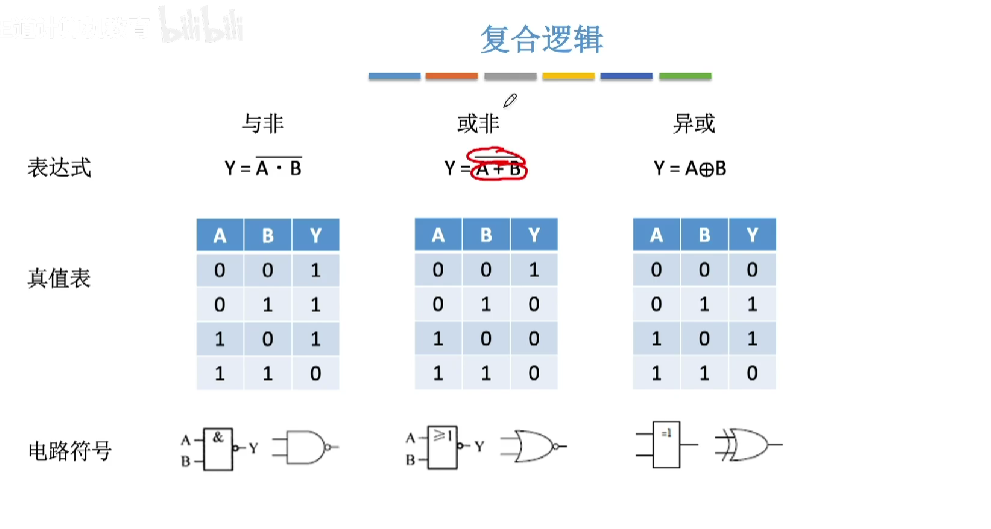 bilibili
复合逻辑
与非 或非 异或
表达式 Y = \overline{A · B} Y = \overline{A + B} Y = A⊕B
真值表
A B Y A B Y A B Y
0 0 1 0 0 1 0 0 0
0 1 1 0 1 0 0 1 1
1 0 1 1 0 0 1 0 1
1 1 0 1 1 0 1 1 0
电路符号
A & Y A ≥1 Y =1
B B